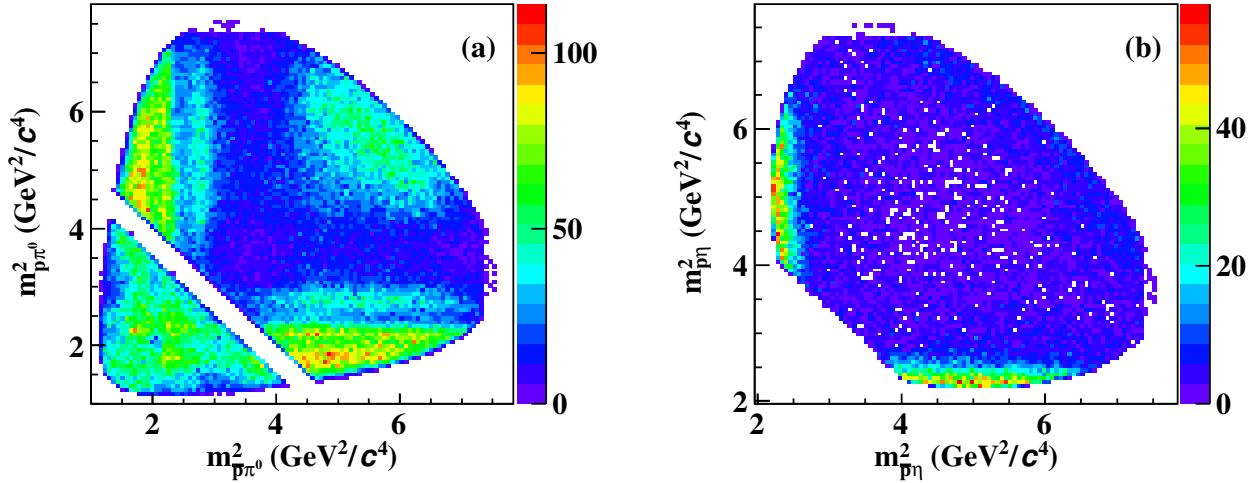 (a)
m²pπ⁰ (GeV²/c⁴)
6
4
2
2 4 6
m²p̅π⁰ (GeV²/c⁴)
100
50
0
(b)
m²pη (GeV²/c⁴)
6
4
2
2 4 6
m²p̅η (GeV²/c⁴)
40
20
0